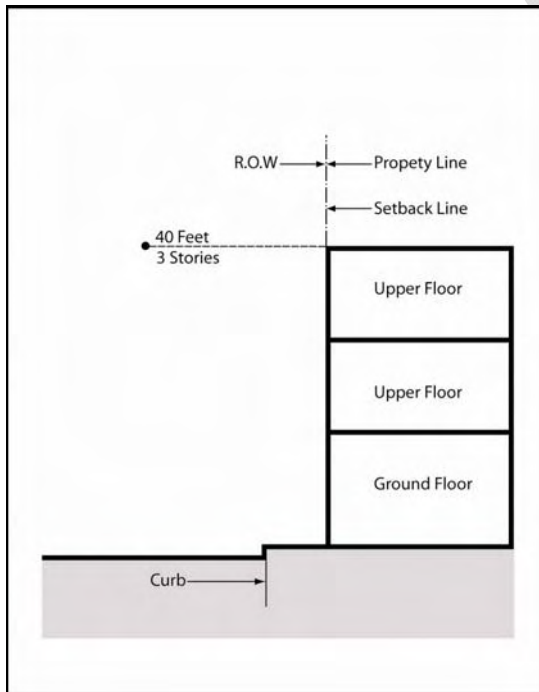 R.O.W
Propety Line
Setback Line
40 Feet
3 Stories
Upper Floor
Upper Floor
Ground Floor
Curb